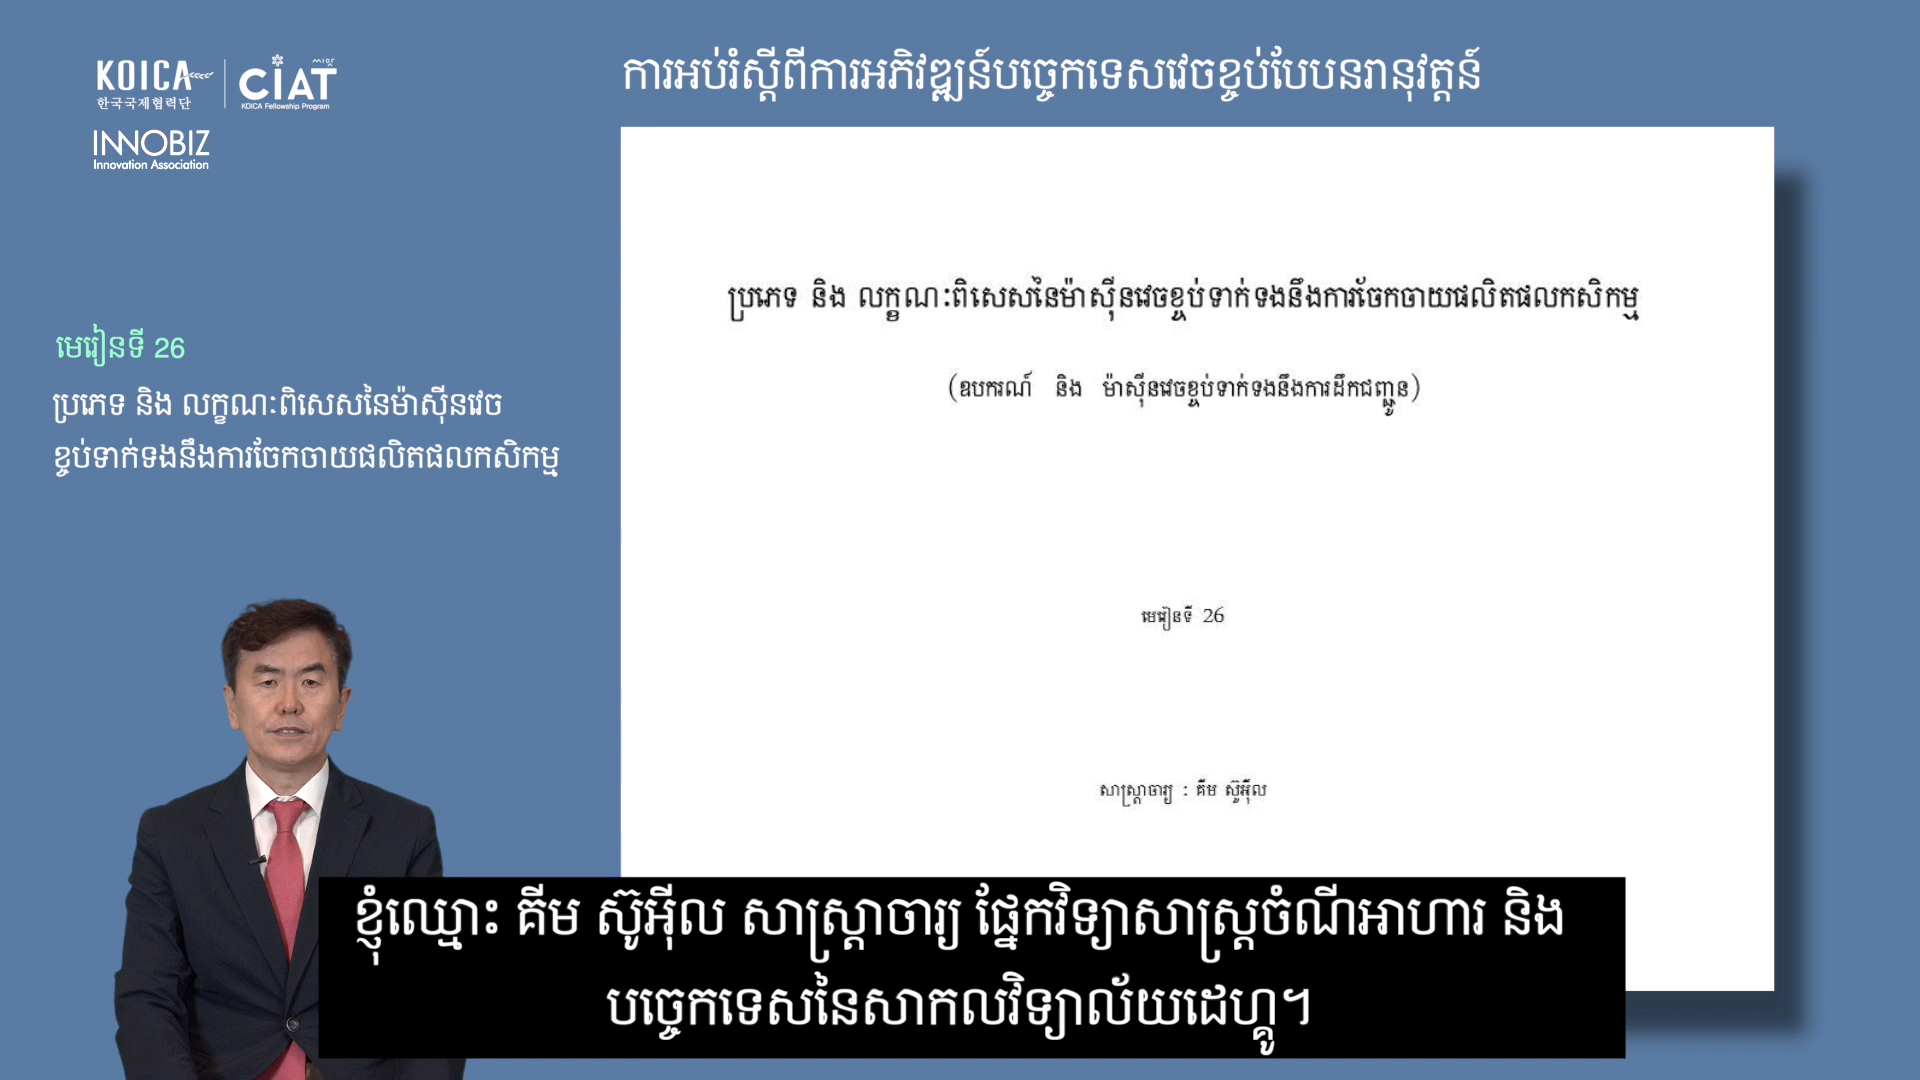 KOICA
한국국제협력단
CIAT
KOICA Fellowship Program
INNOBIZ
Innovation Association
ការអប់រំស្តីពីការអភិវឌ្ឍន៍បច្ចេកទេសវេចខ្ចប់បែបនវានុវត្តន៍
មេរៀនទី 26
ប្រភេទ និង លក្ខណៈពិសេសនៃម៉ាស៊ីនវេច
ខ្ចប់ទាក់ទងនឹងការចែកចាយផលិតផលកសិកម្ម
ប្រភេទ និង លក្ខណៈពិសេសនៃម៉ាស៊ីនវេចខ្ចប់ទាក់ទងនឹងការចែកចាយផលិតផលកសិកម្ម
(ឧបករណ៍ និង ម៉ាស៊ីនវេចខ្ចប់ទាក់ទងនឹងការដឹកជញ្ជូន)
មេរៀនទី 26
សាស្ត្រាចារ្យ : គីម ស៊ូអ៊ីល
ខ្ញុំឈ្មោះ គីម ស៊ូអ៊ីល សាស្ត្រាចារ្យ ផ្នែកវិទ្យាសាស្ត្រចំណីអាហារ និង
បច្ចេកទេសនៃសាកលវិទ្យាល័យដេហ្គូ។